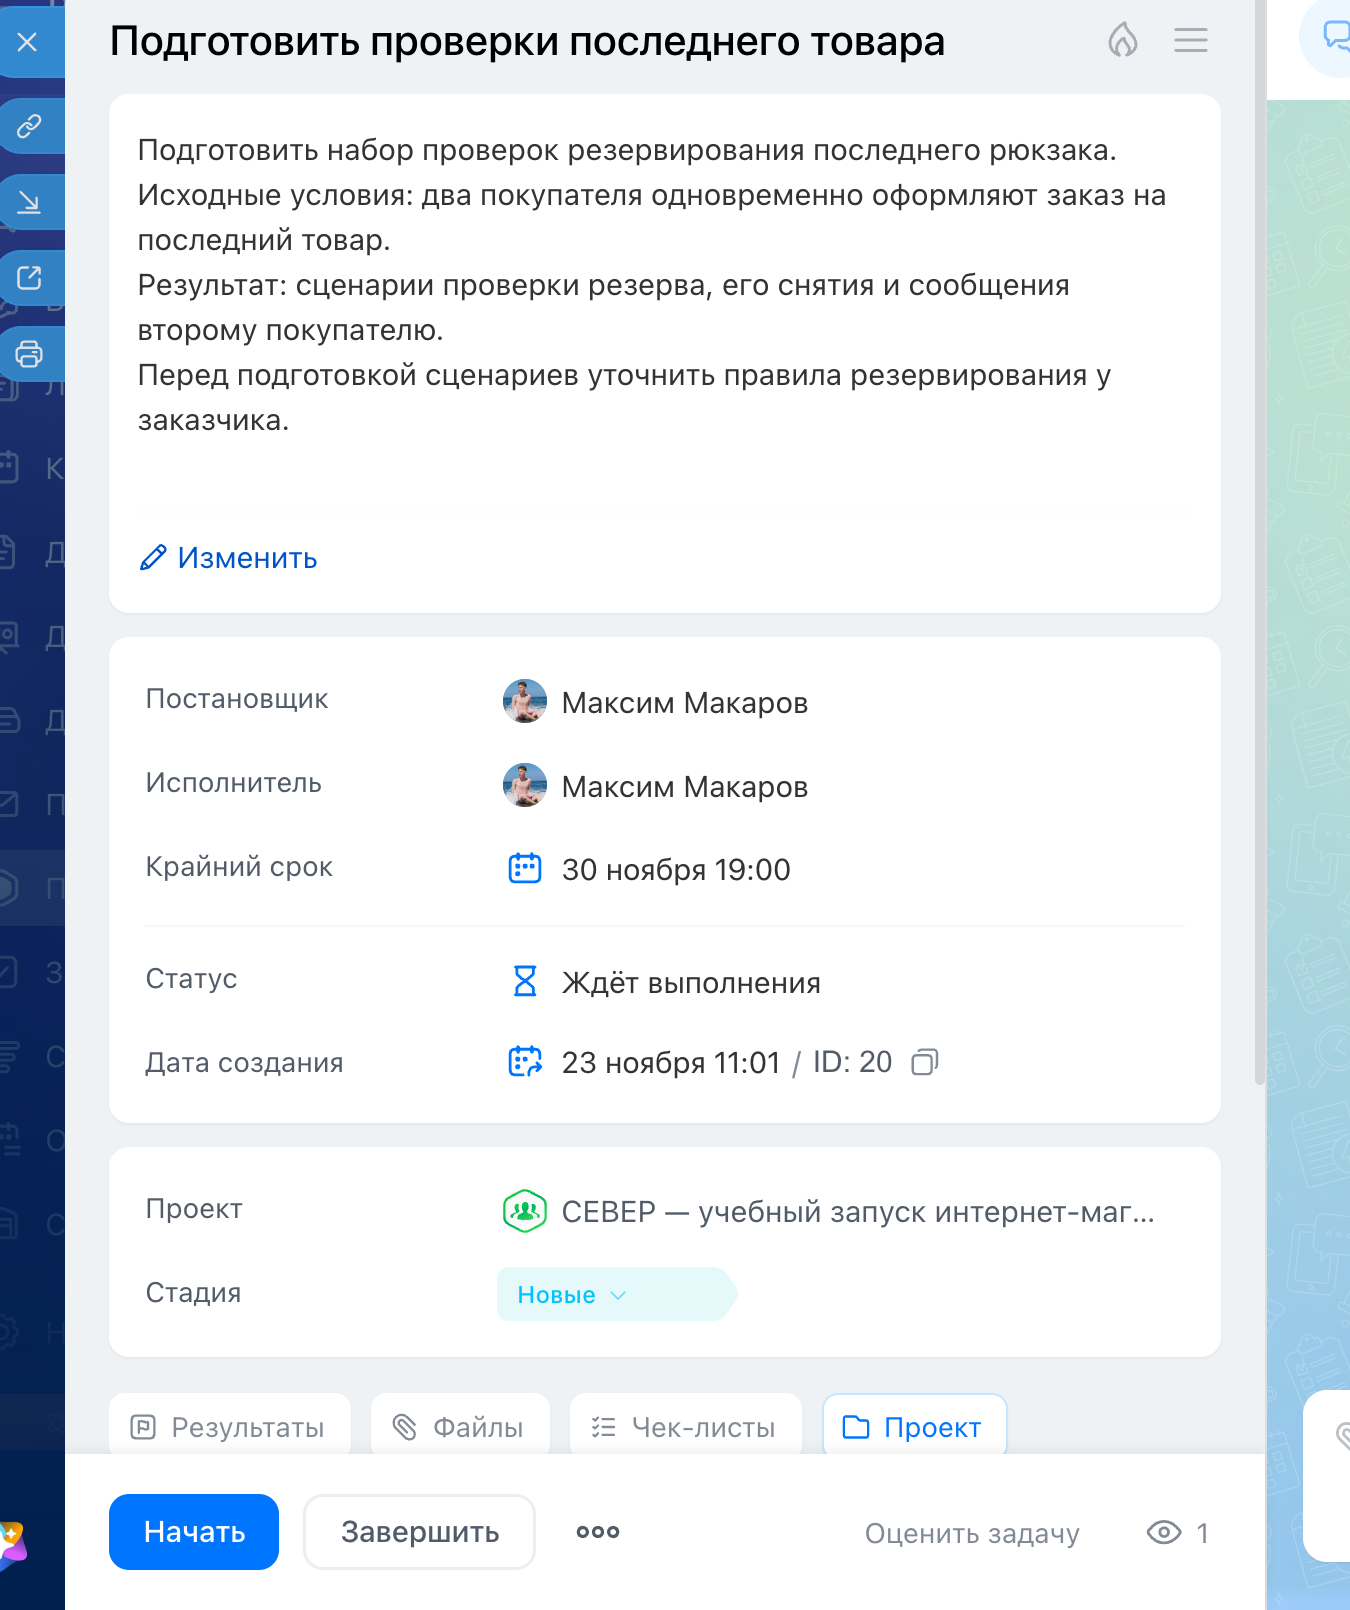 Подготовить проверки последнего товара
Подготовить набор проверок резервирования последнего рюкзака.
Исходные условия: два покупателя одновременно оформляют заказ на
последний товар.
Результат: сценарии проверки резерва, его снятия и сообщения
второму покупателю.
Перед подготовкой сценариев уточнить правила резервирования у
заказчика.
Изменить
Постановщик
Максим Макаров
Исполнитель
Максим Макаров
Крайний срок
30 ноября 19:00
Статус
Ждёт выполнения
Дата создания
23 ноября 11:01 / ID: 20
Проект
СЕВЕР — учебный запуск интернет-маг...
Стадия
Новые
Результаты
Файлы
Чек-листы
Проект
Начать
Завершить
Оценить задачу
1